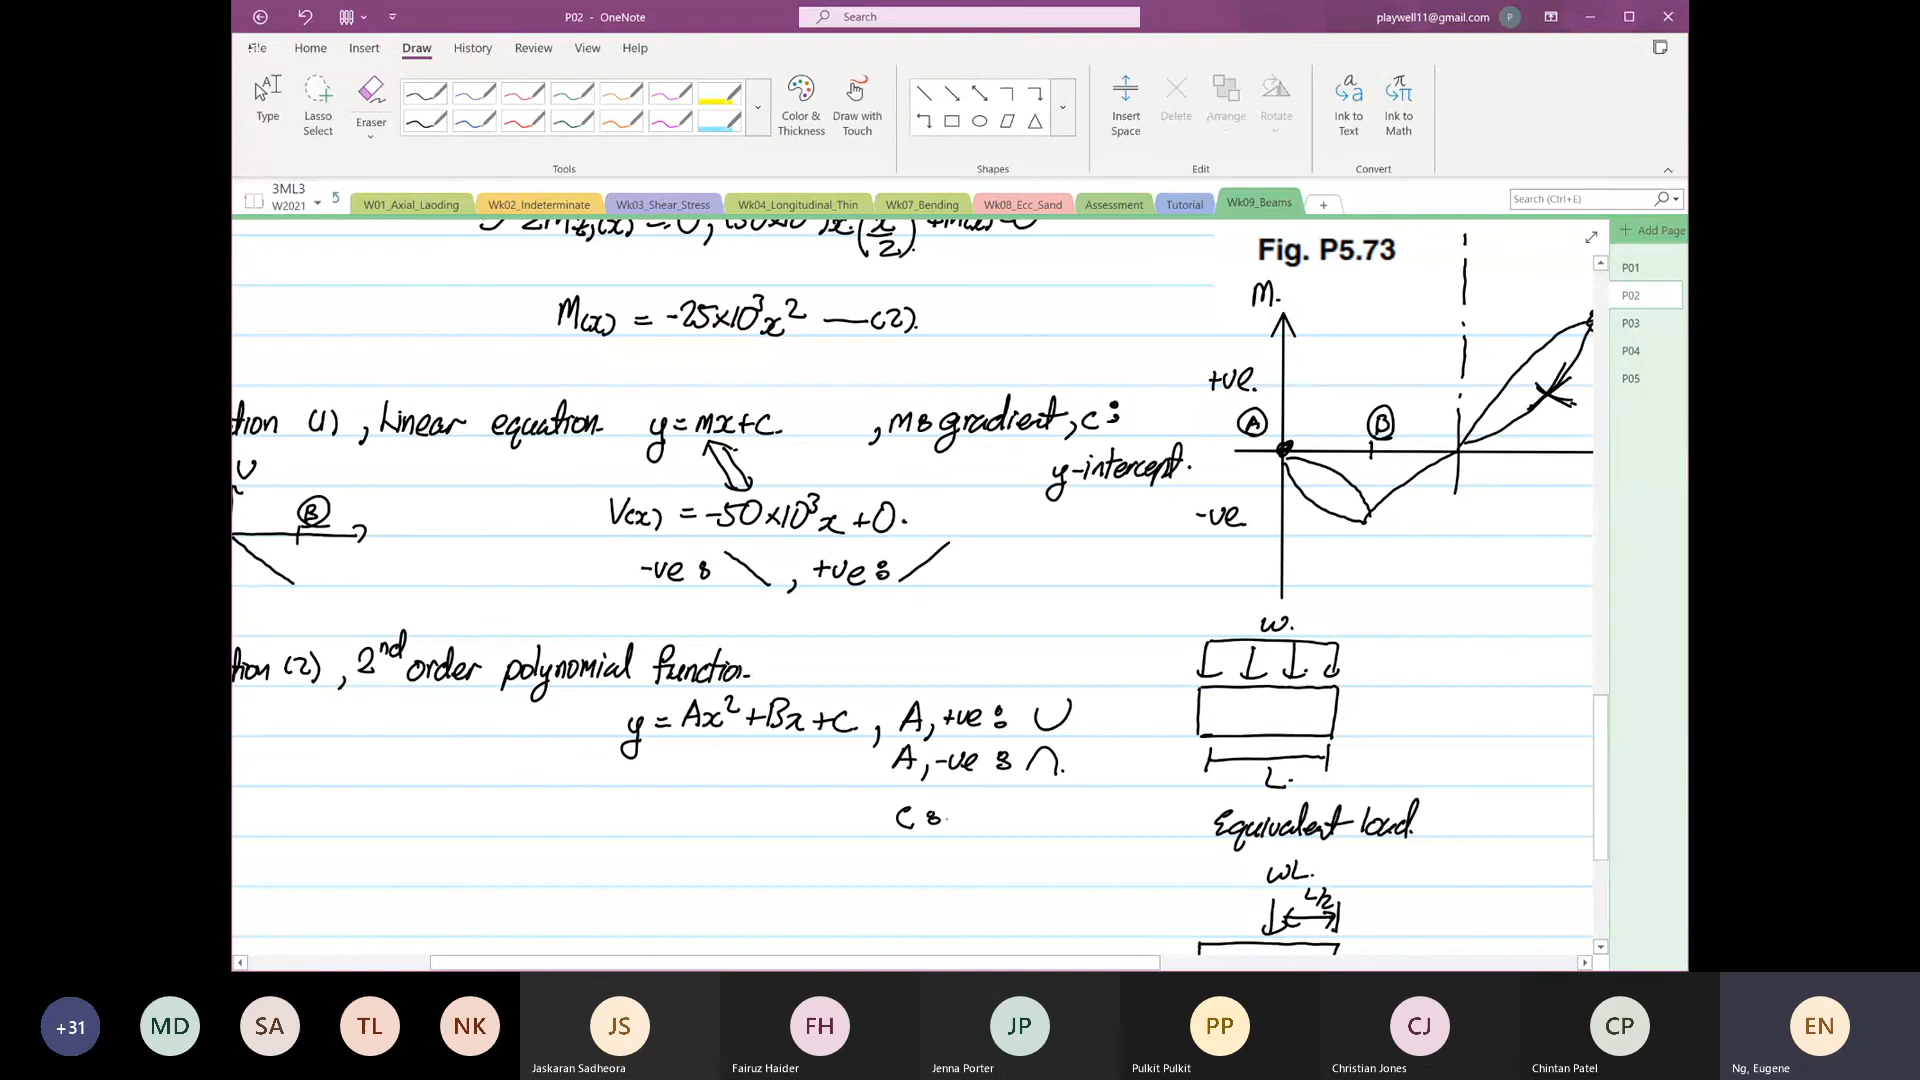 P02 - OneNote
Search
playwell11@gmail.com
P
File
Home
Insert
Draw
History
Review
View
Help
Type
Lasso Select
Eraser
Color & Thickness
Draw with Touch
Insert Space
Delete
Arrange
Rotate
Ink to Text
Ink to Math
Tools
Shapes
Edit
Convert
3ML3 W2021
W01_Axial_Laoding
Wk02_Indeterminate
Wk03_Shear_Stress
Wk04_Longitudinal_Thin
Wk07_Bending
Wk08_Ecc_Sand
Assessment
Tutorial
Wk09_Beams
Search (Ctrl+E)
Add Page
P01
P02
P03
P04
P05
Fig. P5.73
M(x) = -25×10³x² —(2).
M.
+ve.
A
B
-ve
tion (1), Linear equation y=mx+c. , m: gradient, c:
y-intercept.
B
V(x) = -50×10³x +0.
-ve : , +ve :
tion (2), 2nd order polynomial function.
y = Ax² + Bx + C , A, +ve : ∪
A, -ve : ∩.
C :
w.
L.
Equivalent load.
wL.
L/2
+31
MD
SA
TL
NK
JS
FH
JP
PP
CJ
CP
EN
Jaskaran Sadheora
Fairuz Haider
Jenna Porter
Pulkit Pulkit
Christian Jones
Chintan Patel
Ng, Eugene